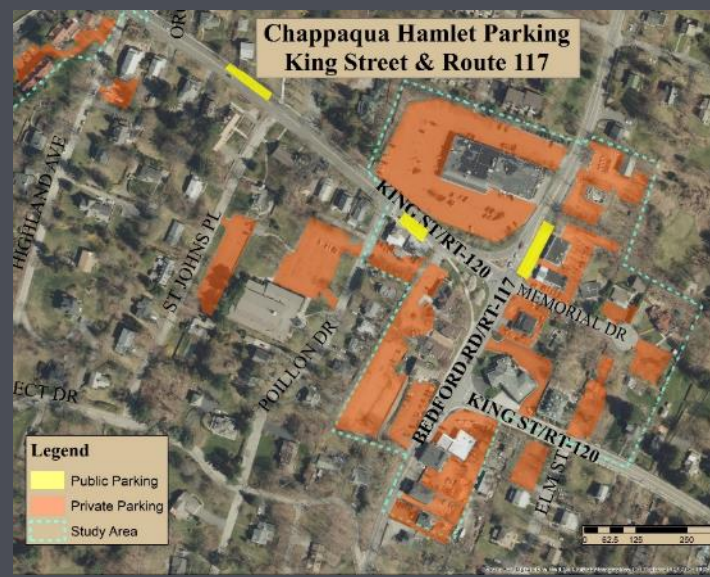 Chappaqua Hamlet Parking
King Street & Route 117
HIGHLAND AVE
ST JOHNS PL
KING ST/RT-120
POILLON DR
BEDFORD RD/RT-117
MEMORIAL DR
ECT DR
KING ST/RT-120
ELM ST
Legend
Public Parking
Private Parking
Study Area
0 62.5 125 250